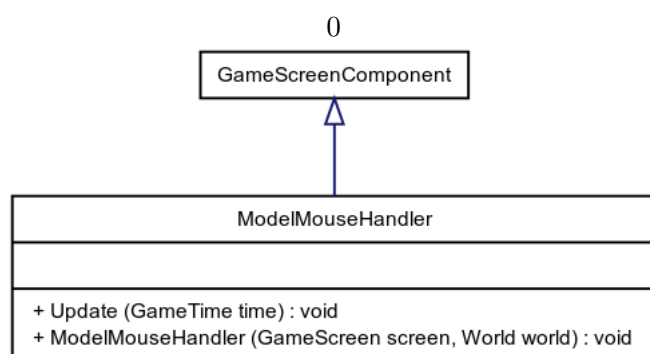 0
GameScreenComponent
ModelMouseHandler
+ Update (GameTime time) : void
+ ModelMouseHandler (GameScreen screen, World world) : void